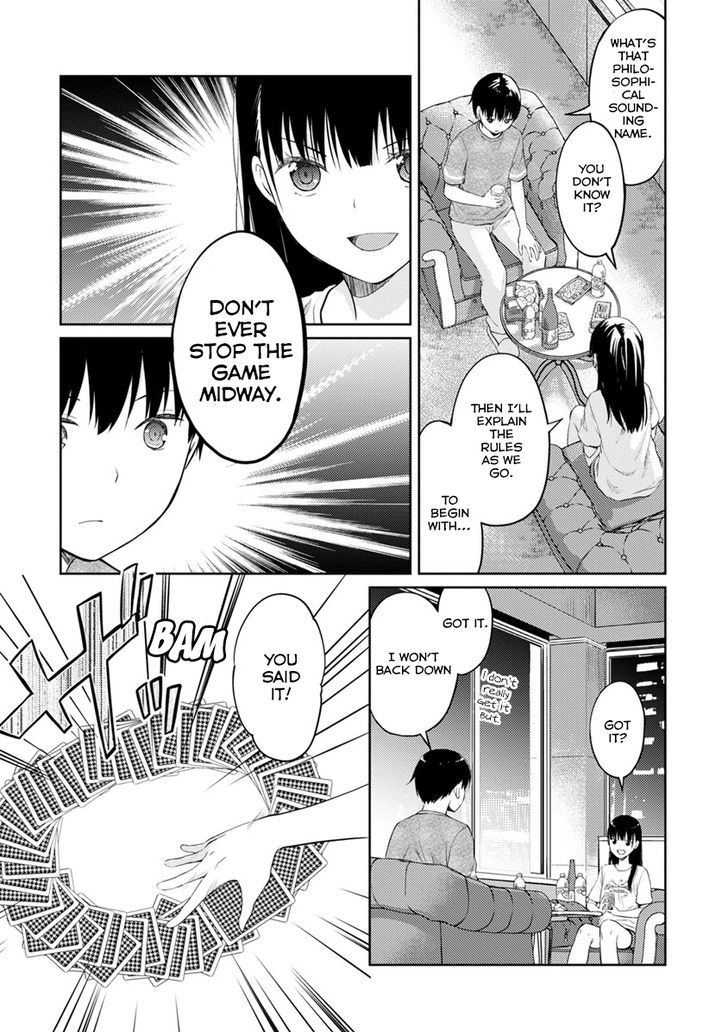 WHAT'S
THAT
PHILO-
SOPHI-
CAL
SOUND-
ING
NAME.
YOU
DON'T
KNOW
IT?
THEN I'LL
EXPLAIN
THE
RULES
AS WE
GO.
TO
BEGIN
WITH...
DON'T
EVER
STOP THE
GAME
MIDWAY.
GOT IT?
GOT IT.
I WON'T
BACK DOWN
I don't
really
get it
but
YOU
SAID
IT!
BAM